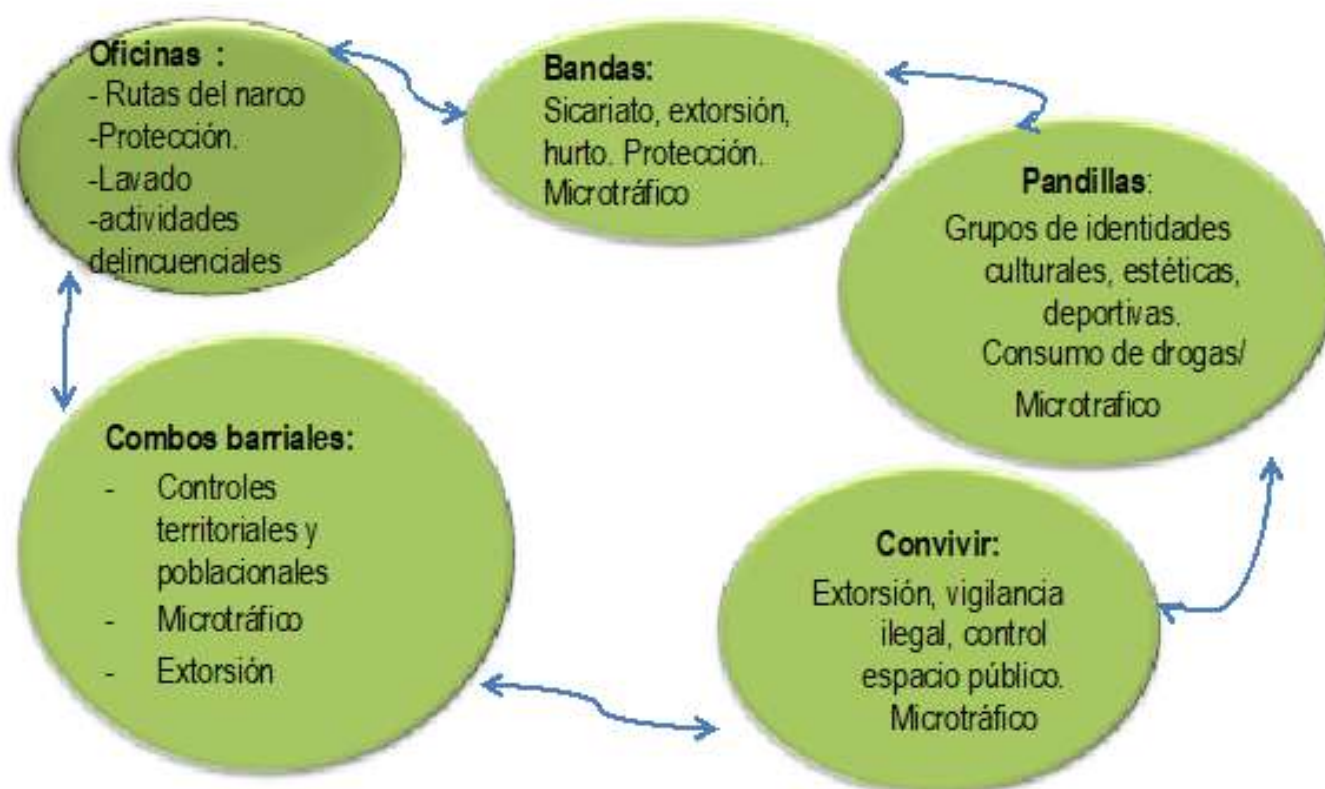 Oficinas :
- Rutas del narco
-Protección.
-Lavado
-actividades
delincuenciales
Bandas:
Sicariato, extorsión,
hurto. Protección.
Microtráfico
Pandillas:
Grupos de identidades
culturales, estéticas,
deportivas.
Consumo de drogas/
Microtrafico
Combos barriales:
- Controles
territoriales y
poblacionales
- Microtráfico
- Extorsión
Convivir:
Extorsión, vigilancia
ilegal, control
espacio público.
Microtráfico